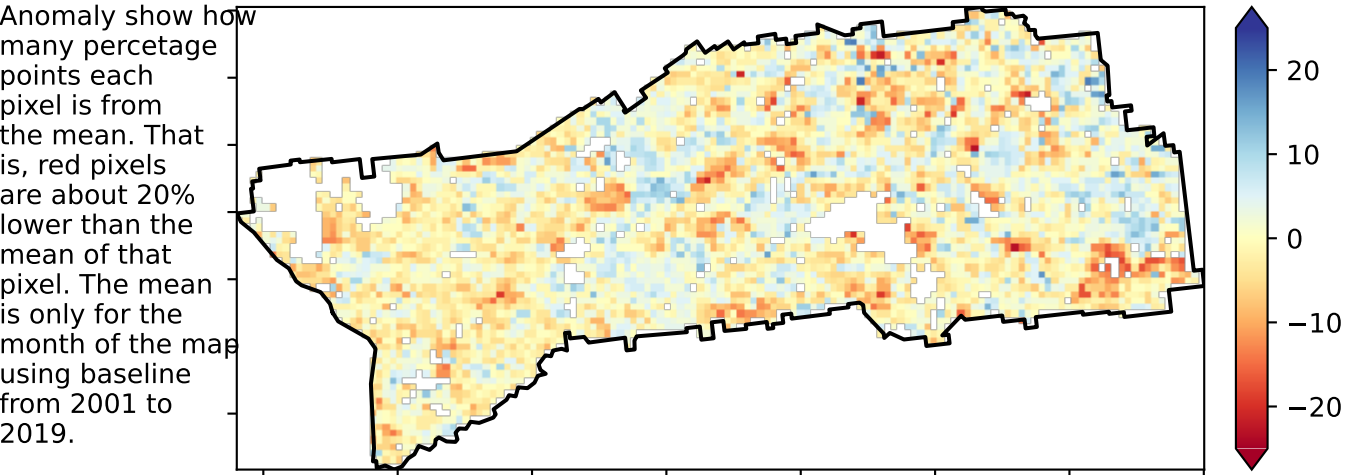 Anomaly show how
many percetage
points each
pixel is from
the mean. That
is, red pixels
are about 20%
lower than the
mean of that
pixel. The mean
is only for the
month of the map
using baseline
from 2001 to
2019.
20
10
0
−10
−20